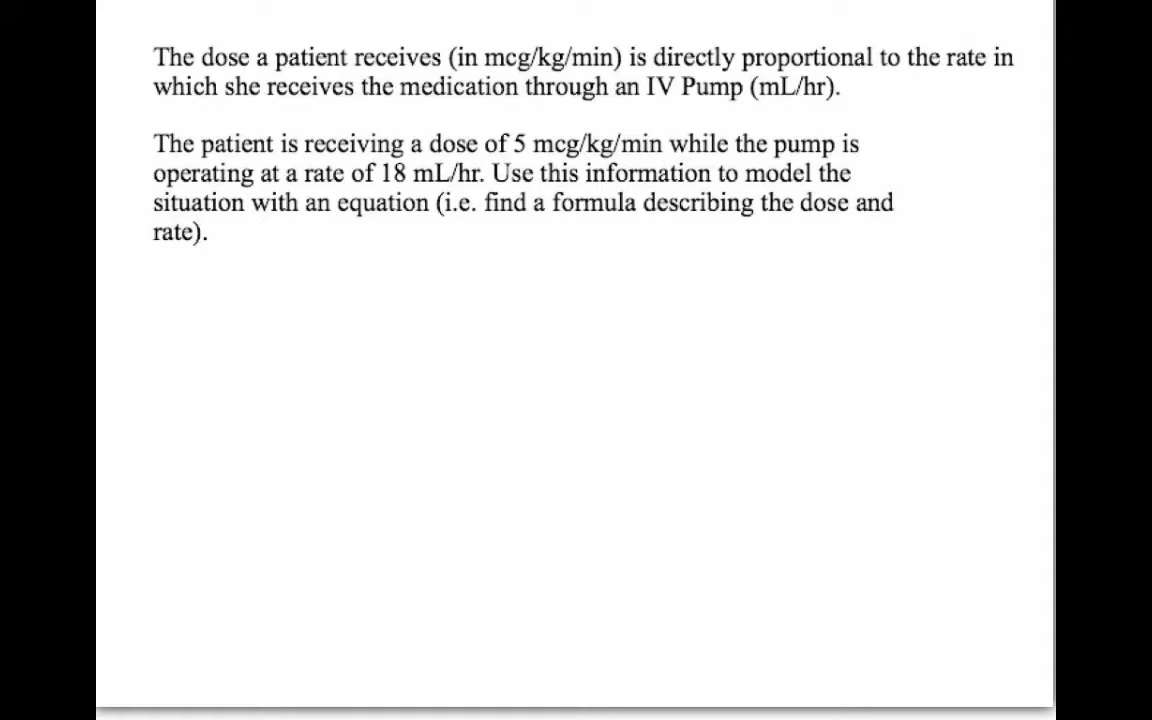 The dose a patient receives (in mcg/kg/min) is directly proportional to the rate in
which she receives the medication through an IV Pump (mL/hr).
The patient is receiving a dose of 5 mcg/kg/min while the pump is
operating at a rate of 18 mL/hr. Use this information to model the
situation with an equation (i.e. find a formula describing the dose and
rate).